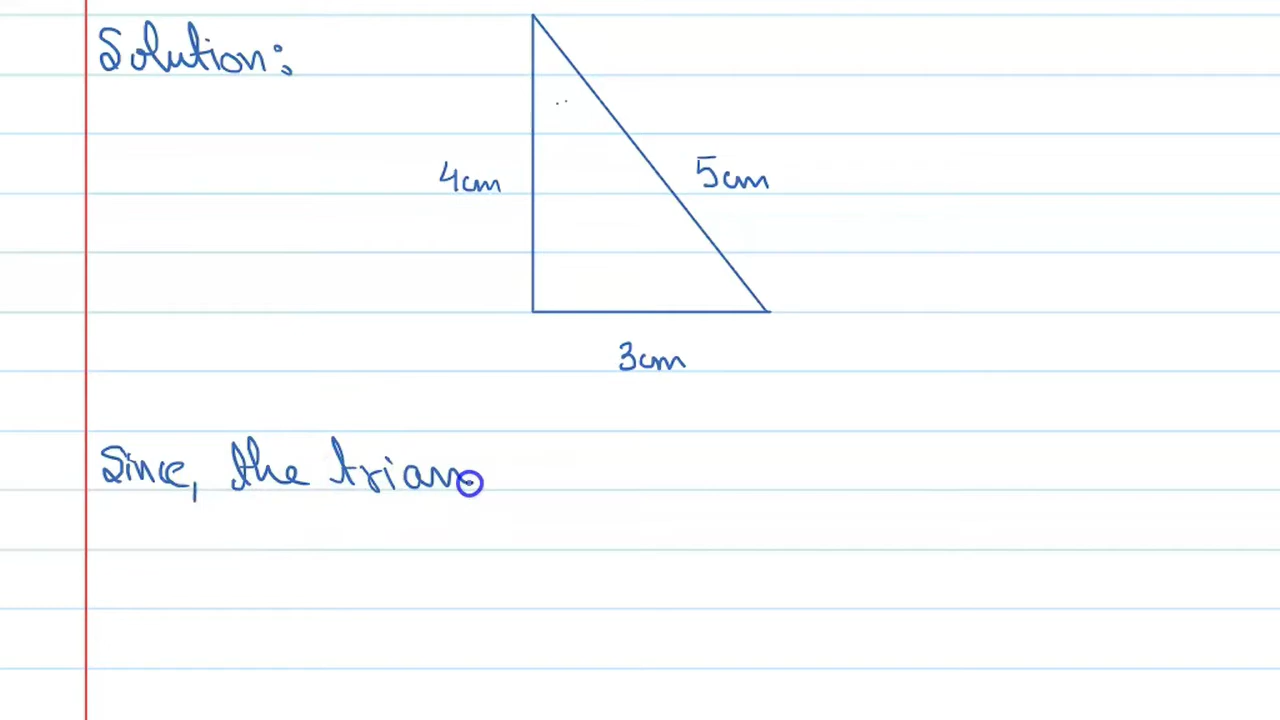 Solution:
4cm
5cm
3cm
Since, the trian